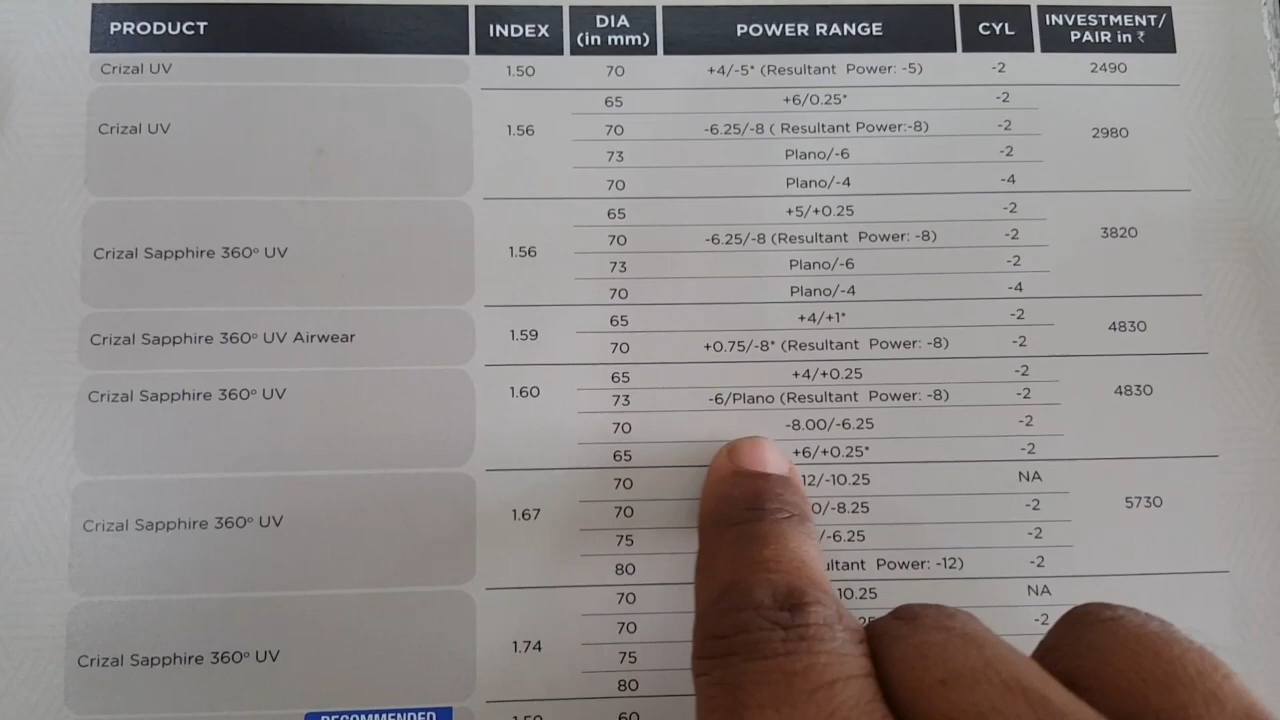 PRODUCT INDEX DIA (in mm) POWER RANGE CYL INVESTMENT/ PAIR in ₹
Crizal UV 1.50 70 +4/-5* (Resultant Power: -5) -2 2490
65 +6/0.25* -2
Crizal UV 1.56 70 -6.25/-8 ( Resultant Power:-8) -2 2980
73 Plano/-6 -2
70 Plano/-4 -4
65 +5/+0.25 -2
Crizal Sapphire 360° UV 1.56 70 -6.25/-8 (Resultant Power: -8) -2 3820
73 Plano/-6 -2
70 Plano/-4 -4
65 +4/+1* -2
Crizal Sapphire 360° UV Airwear 1.59 70 +0.75/-8* (Resultant Power: -8) -2 4830
65 +4/+0.25 -2
Crizal Sapphire 360° UV 1.60 73 -6/Plano (Resultant Power: -8) -2 4830
70 -8.00/-6.25 -2
65 +6/+0.25* -2
70 12/-10.25 NA
Crizal Sapphire 360° UV 1.67 70 0/-8.25 -2 5730
75 /-6.25 -2
80 Power: -12) -2
70 10.25 NA
70 -2
Crizal Sapphire 360° UV 1.74 75
80
RECOMMENDED 1.59 60